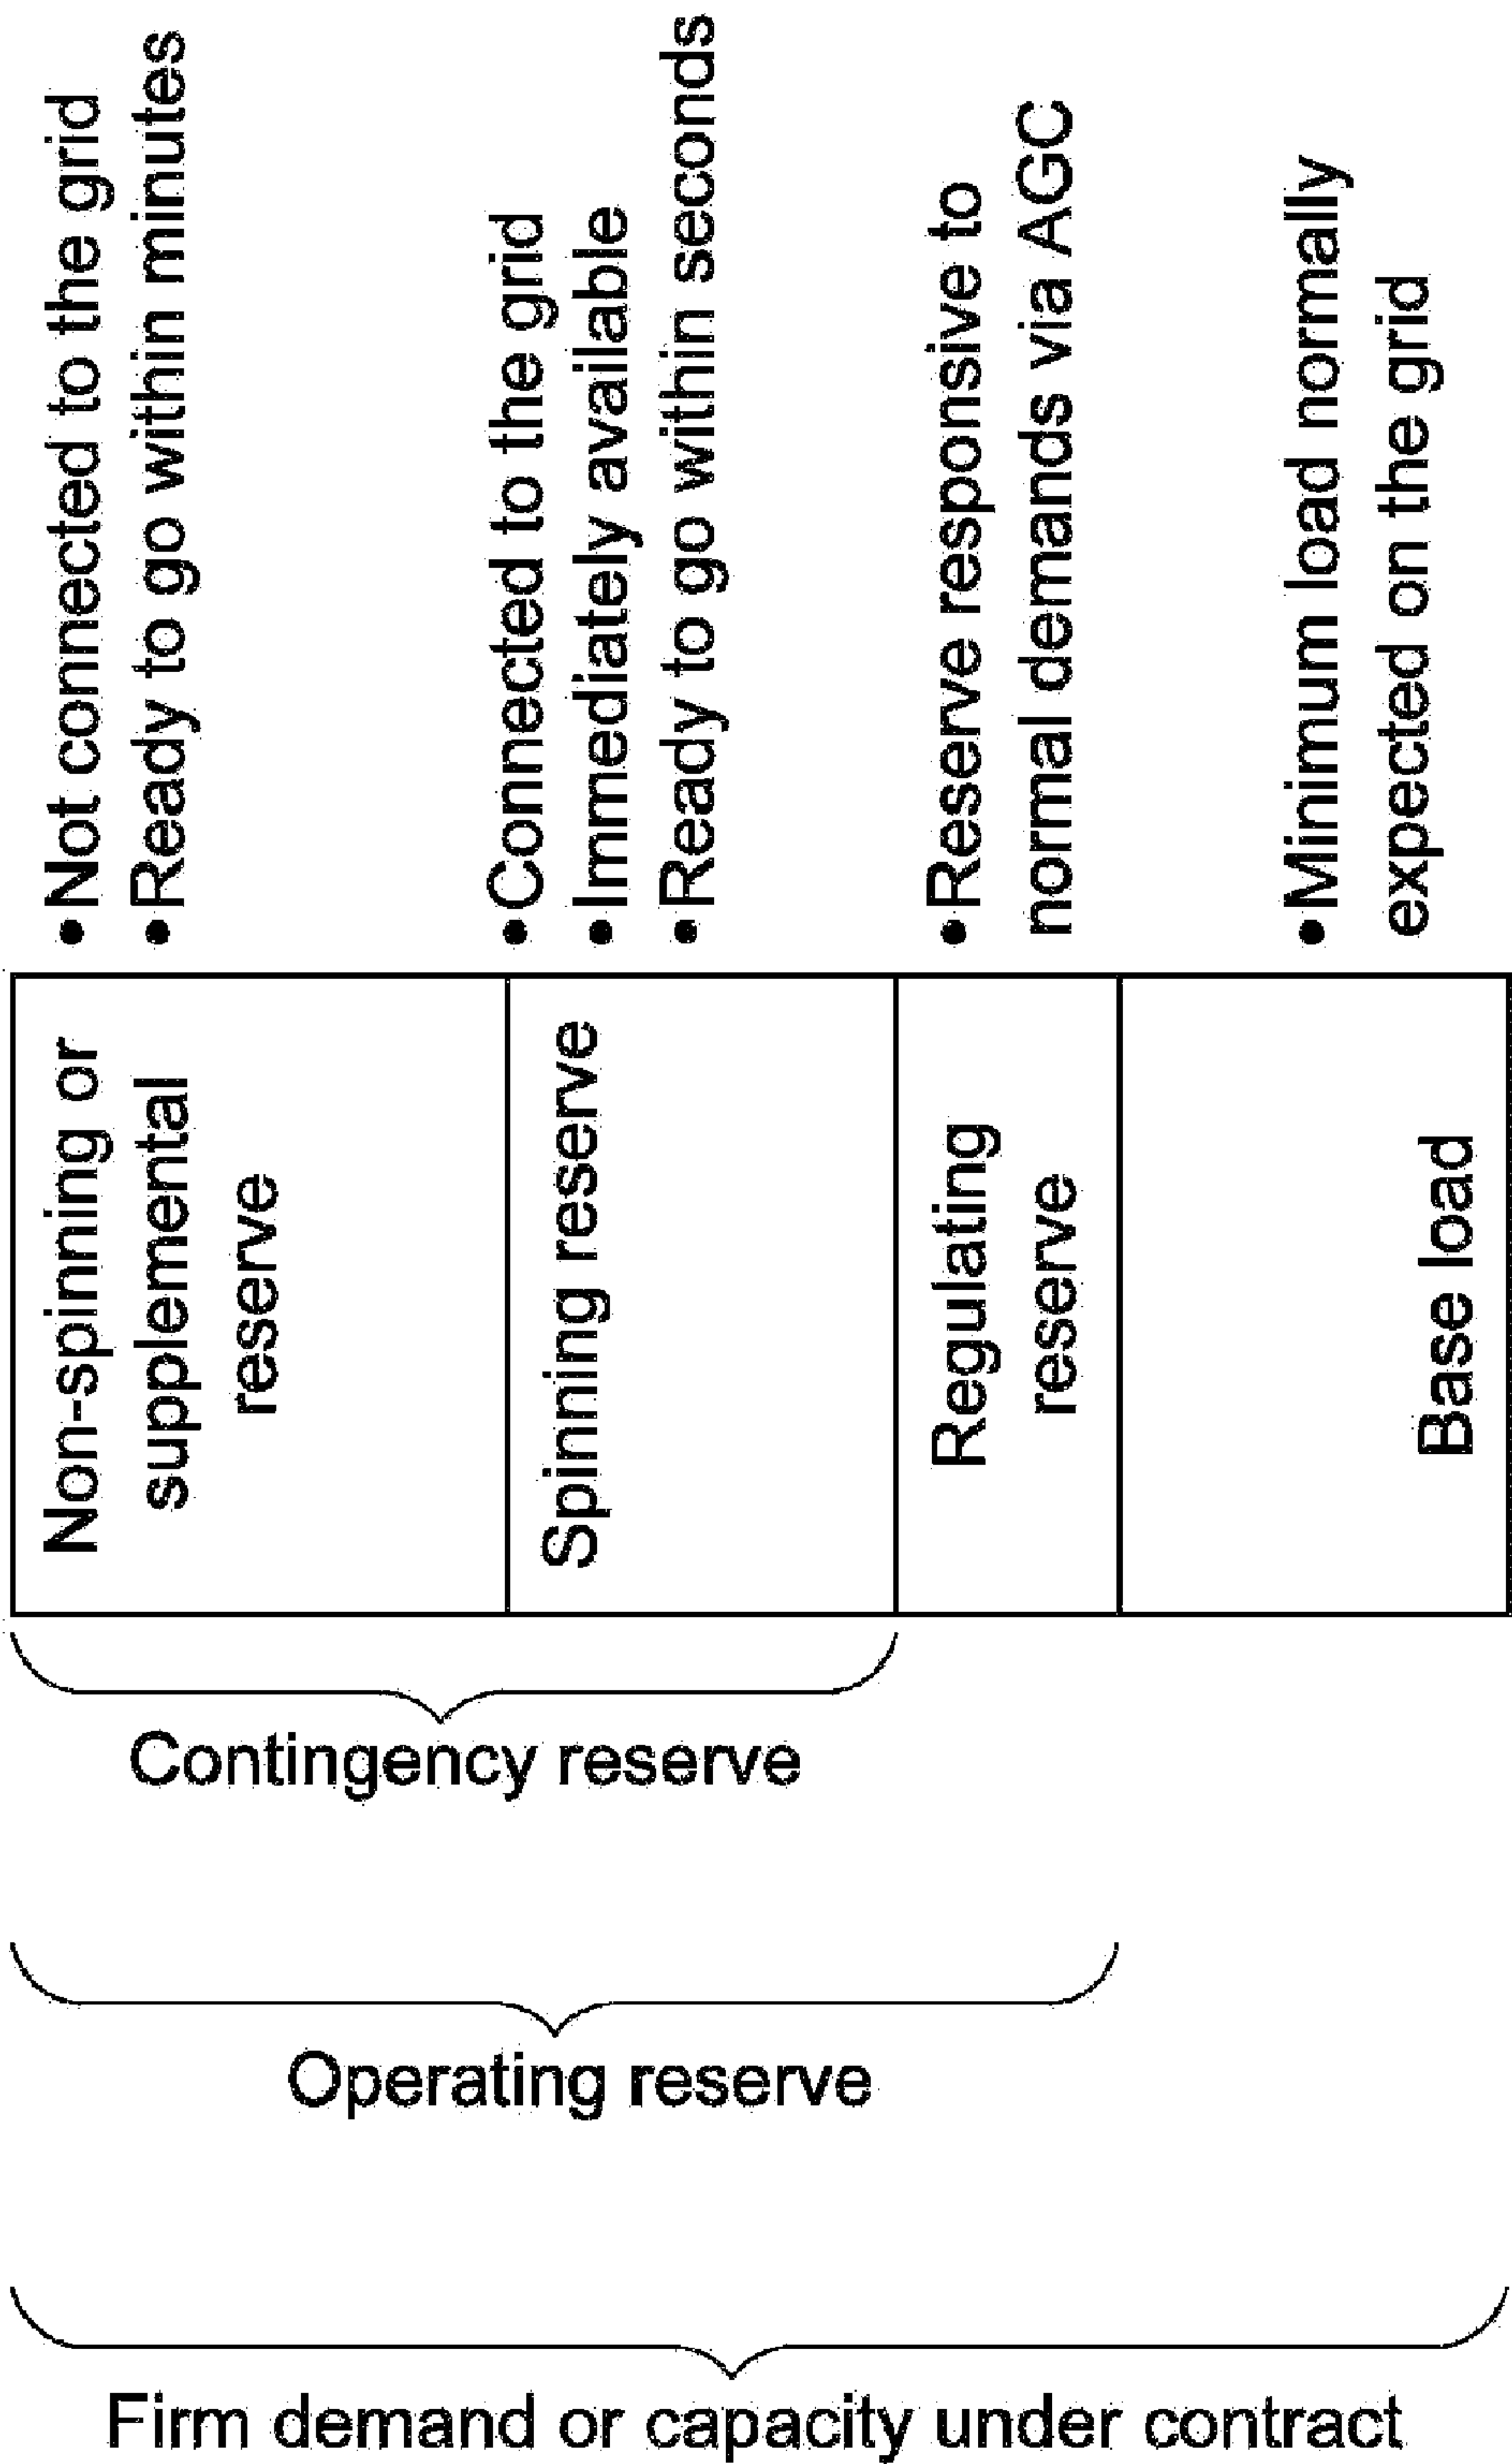 •Not connected to the grid
•Ready to go within minutes
•Connected to the grid
•Immediately available
•Ready to go within seconds
•Reserve responsive to
normal demands via AGC
•Minimum load normally
expected on the grid
Non-spinning or
supplemental
reserve
Spinning reserve
Regulating
reserve
Base load
Contingency reserve
Operating reserve
Firm demand or capacity under contract